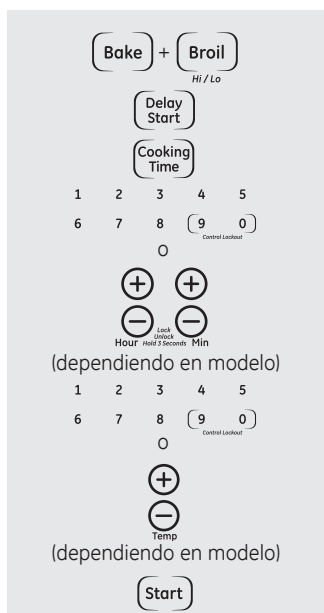 Bake + Broil
Hi / Lo
Delay
Start
Cooking
Time
1 2 3 4 5
6 7 8 9 0
Control Lockout
O
+ +
− −
Lock
Unlock
Hour Hold 3 Seconds Min
(dependiendo en modelo)
1 2 3 4 5
6 7 8 9 0
Control Lockout
O
+
−
Temp
(dependiendo en modelo)
Start